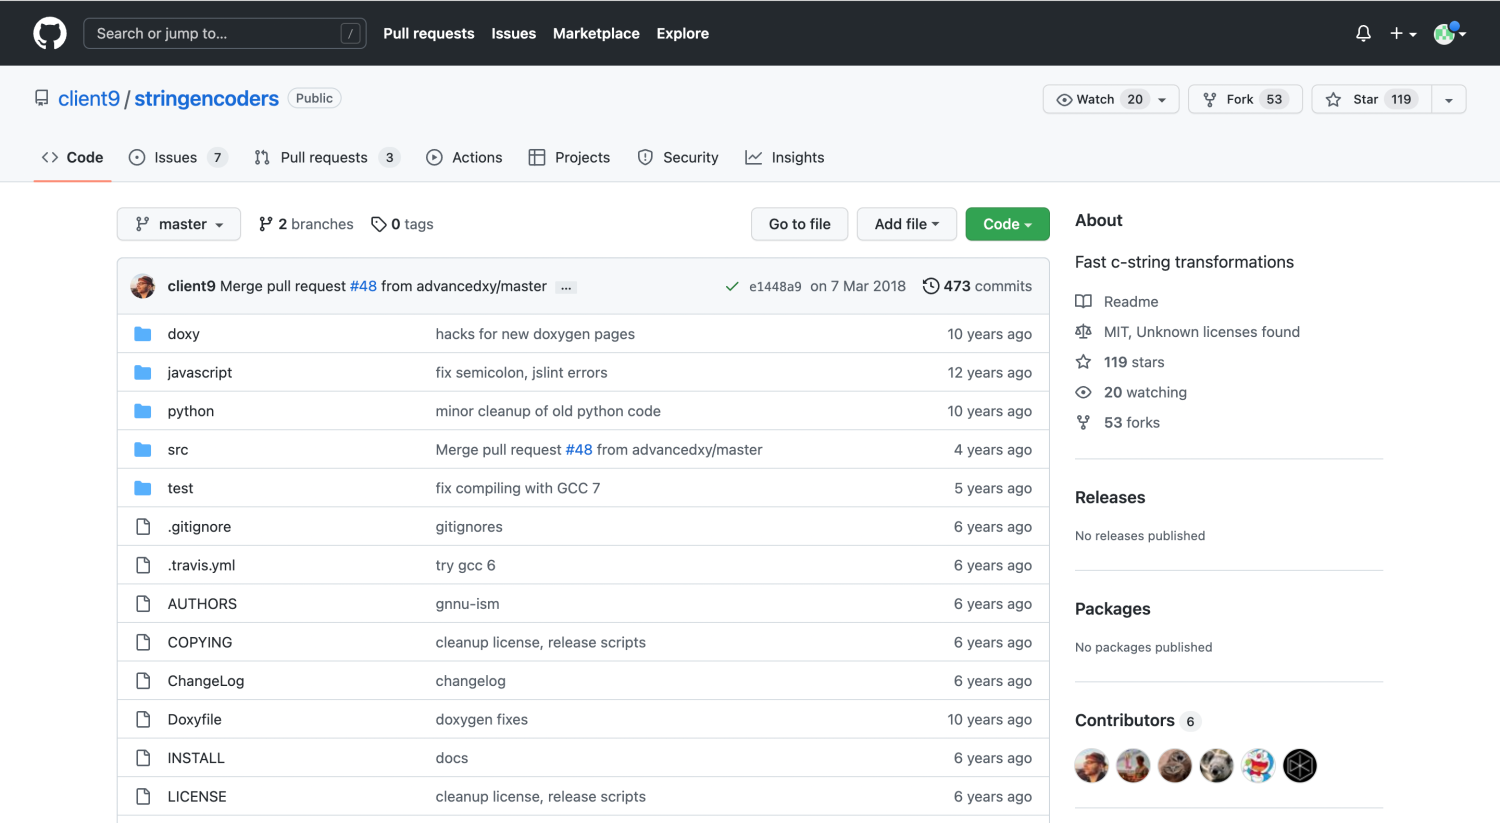 Search or jump to... /
Pull requests Issues Marketplace Explore
client9 / stringencoders Public
Watch 20 Fork 53 Star 119
Code Issues 7 Pull requests 3 Actions Projects Security Insights
master 2 branches 0 tags Go to file Add file Code
client9 Merge pull request #48 from advancedxy/master ... e1448a9 on 7 Mar 2018 473 commits
doxy hacks for new doxygen pages 10 years ago
javascript fix semicolon, jslint errors 12 years ago
python minor cleanup of old python code 10 years ago
src Merge pull request #48 from advancedxy/master 4 years ago
test fix compiling with GCC 7 5 years ago
.gitignore gitignores 6 years ago
.travis.yml try gcc 6 6 years ago
AUTHORS gnnu-ism 6 years ago
COPYING cleanup license, release scripts 6 years ago
ChangeLog changelog 6 years ago
Doxyfile doxygen fixes 10 years ago
INSTALL docs 6 years ago
LICENSE cleanup license, release scripts 6 years ago
About
Fast c-string transformations
Readme
MIT, Unknown licenses found
119 stars
20 watching
53 forks
Releases
No releases published
Packages
No packages published
Contributors 6